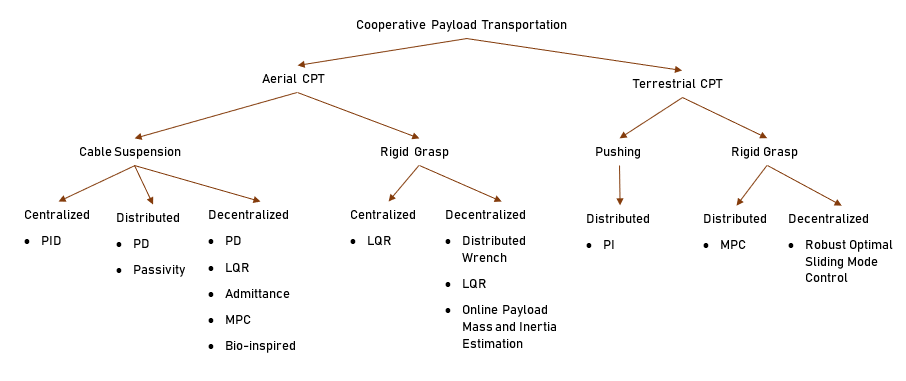 Cooperative Payload Transportation
Aerial CPT
Terrestrial CPT
Cable Suspension
Rigid Grasp
Pushing
Rigid Grasp
Centralized
• PID
Distributed
• PD
• Passivity
Decentralized
• PD
• LQR
• Admittance
• MPC
• Bio-inspired
Centralized
• LQR
Decentralized
• Distributed
Wrench
• LQR
• Online Payload
Mass and Inertia
Estimation
Distributed
• PI
Distributed
• MPC
Decentralized
• Robust Optimal
Sliding Mode
Control